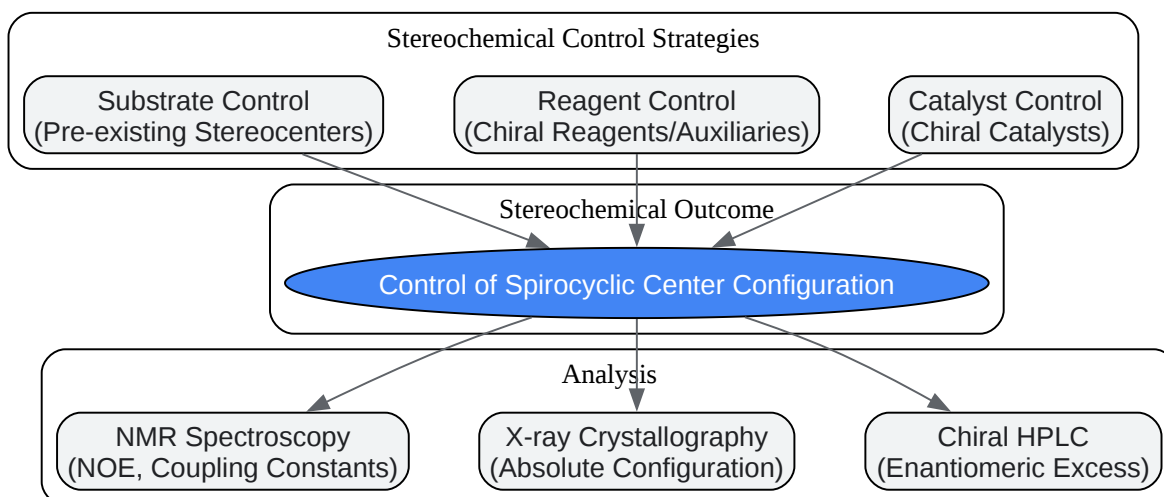 Stereochemical Control Strategies
Substrate Control
(Pre-existing Stereocenters)
Reagent Control
(Chiral Reagents/Auxiliaries)
Catalyst Control
(Chiral Catalysts)
Stereochemical Outcome
Control of Spirocyclic Center Configuration
Analysis
NMR Spectroscopy
(NOE, Coupling Constants)
X-ray Crystallography
(Absolute Configuration)
Chiral HPLC
(Enantiomeric Excess)